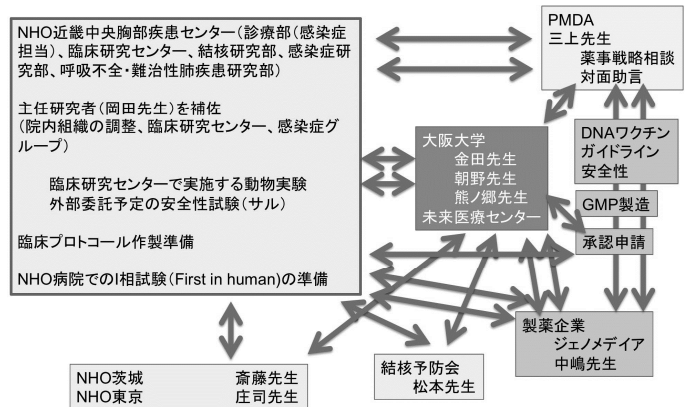 NHO近畿中央胸部疾患センター（診療部（感染症
担当）、臨床研究センター、結核研究部、感染症研
究部、呼吸不全・難治性肺疾患研究部）
主任研究者（岡田先生）を補佐
（院内組織の調整、臨床研究センター、感染症グ
ループ）
臨床研究センターで実施する動物実験
外部委託予定の安全性試験（サル）
臨床プロトコール作製準備
NHO病院でのI相試験（First in human)の準備
PMDA
三上先生
薬事戦略相談
対面助言
大阪大学
金田先生
朝野先生
熊ノ郷先生
未来医療センター
DNAワクチン
ガイドライン
安全性
GMP製造
承認申請
製薬企業
ジェノメデイア
中嶋先生
結核予防会
松本先生
NHO茨城 斎藤先生
NHO東京 庄司先生